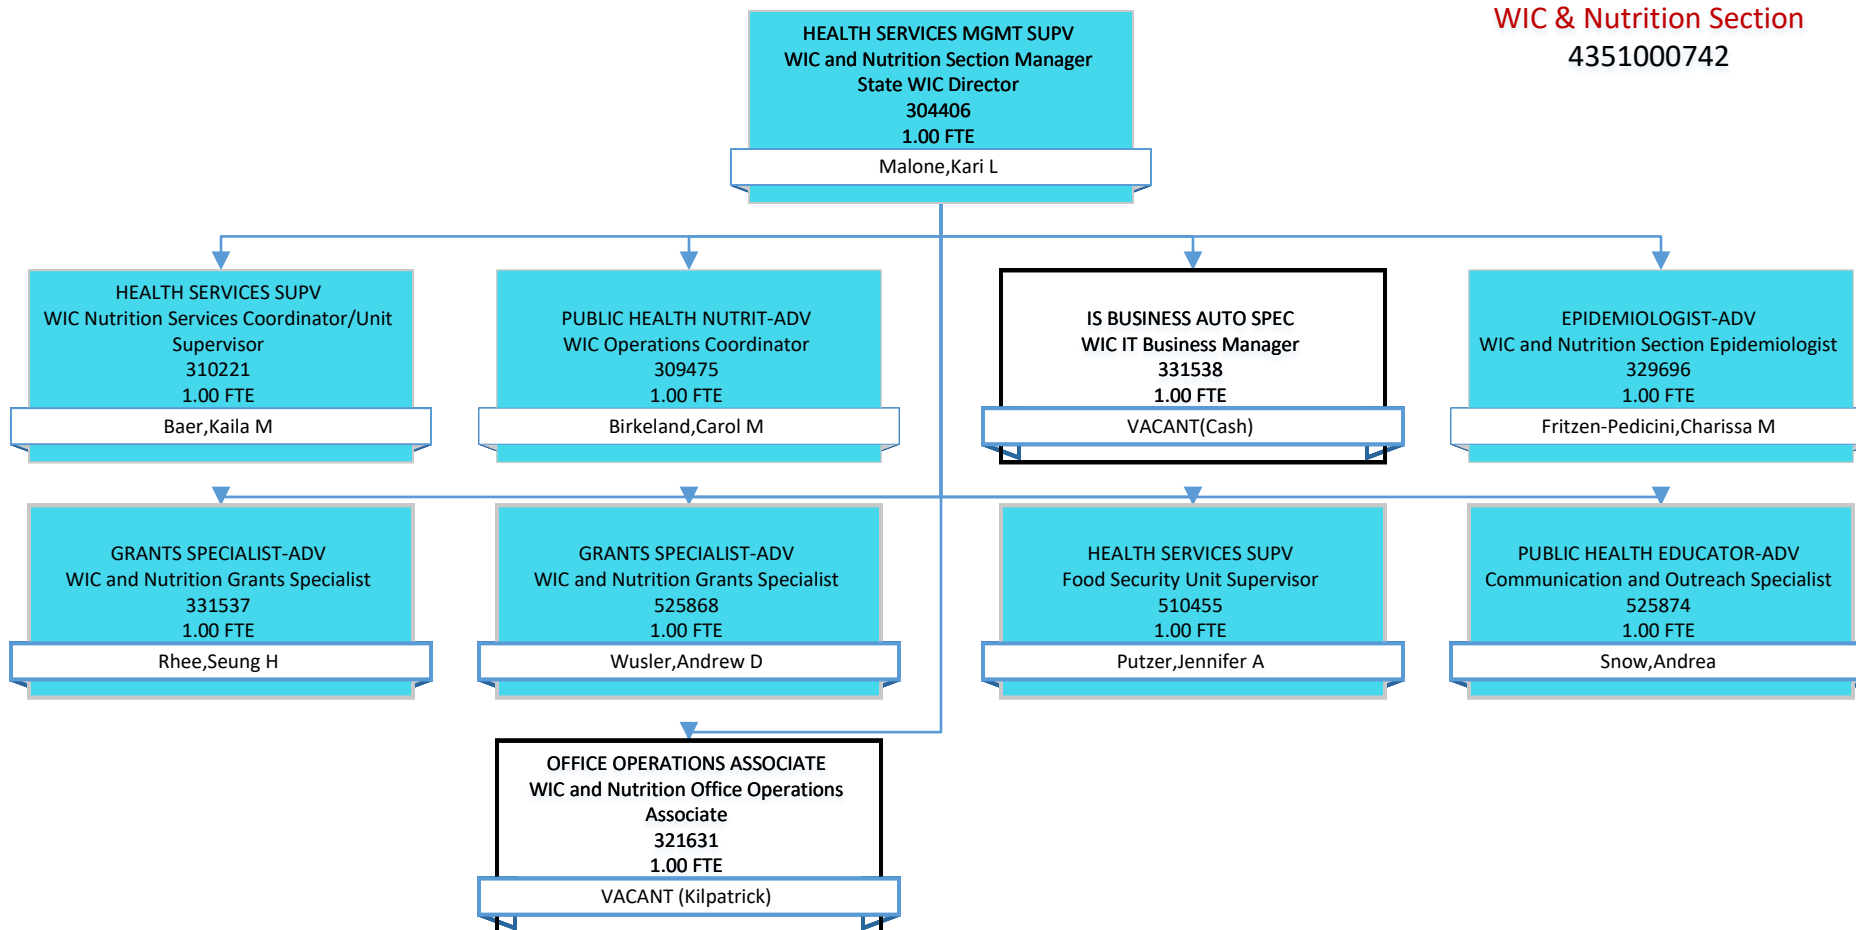 WIC & Nutrition Section
4351000742
HEALTH SERVICES MGMT SUPV
WIC and Nutrition Section Manager
State WIC Director
304406
1.00 FTE
Malone,Kari L
HEALTH SERVICES SUPV
WIC Nutrition Services Coordinator/Unit
Supervisor
310221
1.00 FTE
Baer,Kaila M
PUBLIC HEALTH NUTRIT-ADV
WIC Operations Coordinator
309475
1.00 FTE
Birkeland,Carol M
IS BUSINESS AUTO SPEC
WIC IT Business Manager
331538
1.00 FTE
VACANT(Cash)
EPIDEMIOLOGIST-ADV
WIC and Nutrition Section Epidemiologist
329696
1.00 FTE
Fritzen-Pedicini,Charissa M
GRANTS SPECIALIST-ADV
WIC and Nutrition Grants Specialist
331537
1.00 FTE
Rhee,Seung H
GRANTS SPECIALIST-ADV
WIC and Nutrition Grants Specialist
525868
1.00 FTE
Wusler,Andrew D
HEALTH SERVICES SUPV
Food Security Unit Supervisor
510455
1.00 FTE
Putzer,Jennifer A
PUBLIC HEALTH EDUCATOR-ADV
Communication and Outreach Specialist
525874
1.00 FTE
Snow,Andrea
OFFICE OPERATIONS ASSOCIATE
WIC and Nutrition Office Operations
Associate
321631
1.00 FTE
VACANT (Kilpatrick)